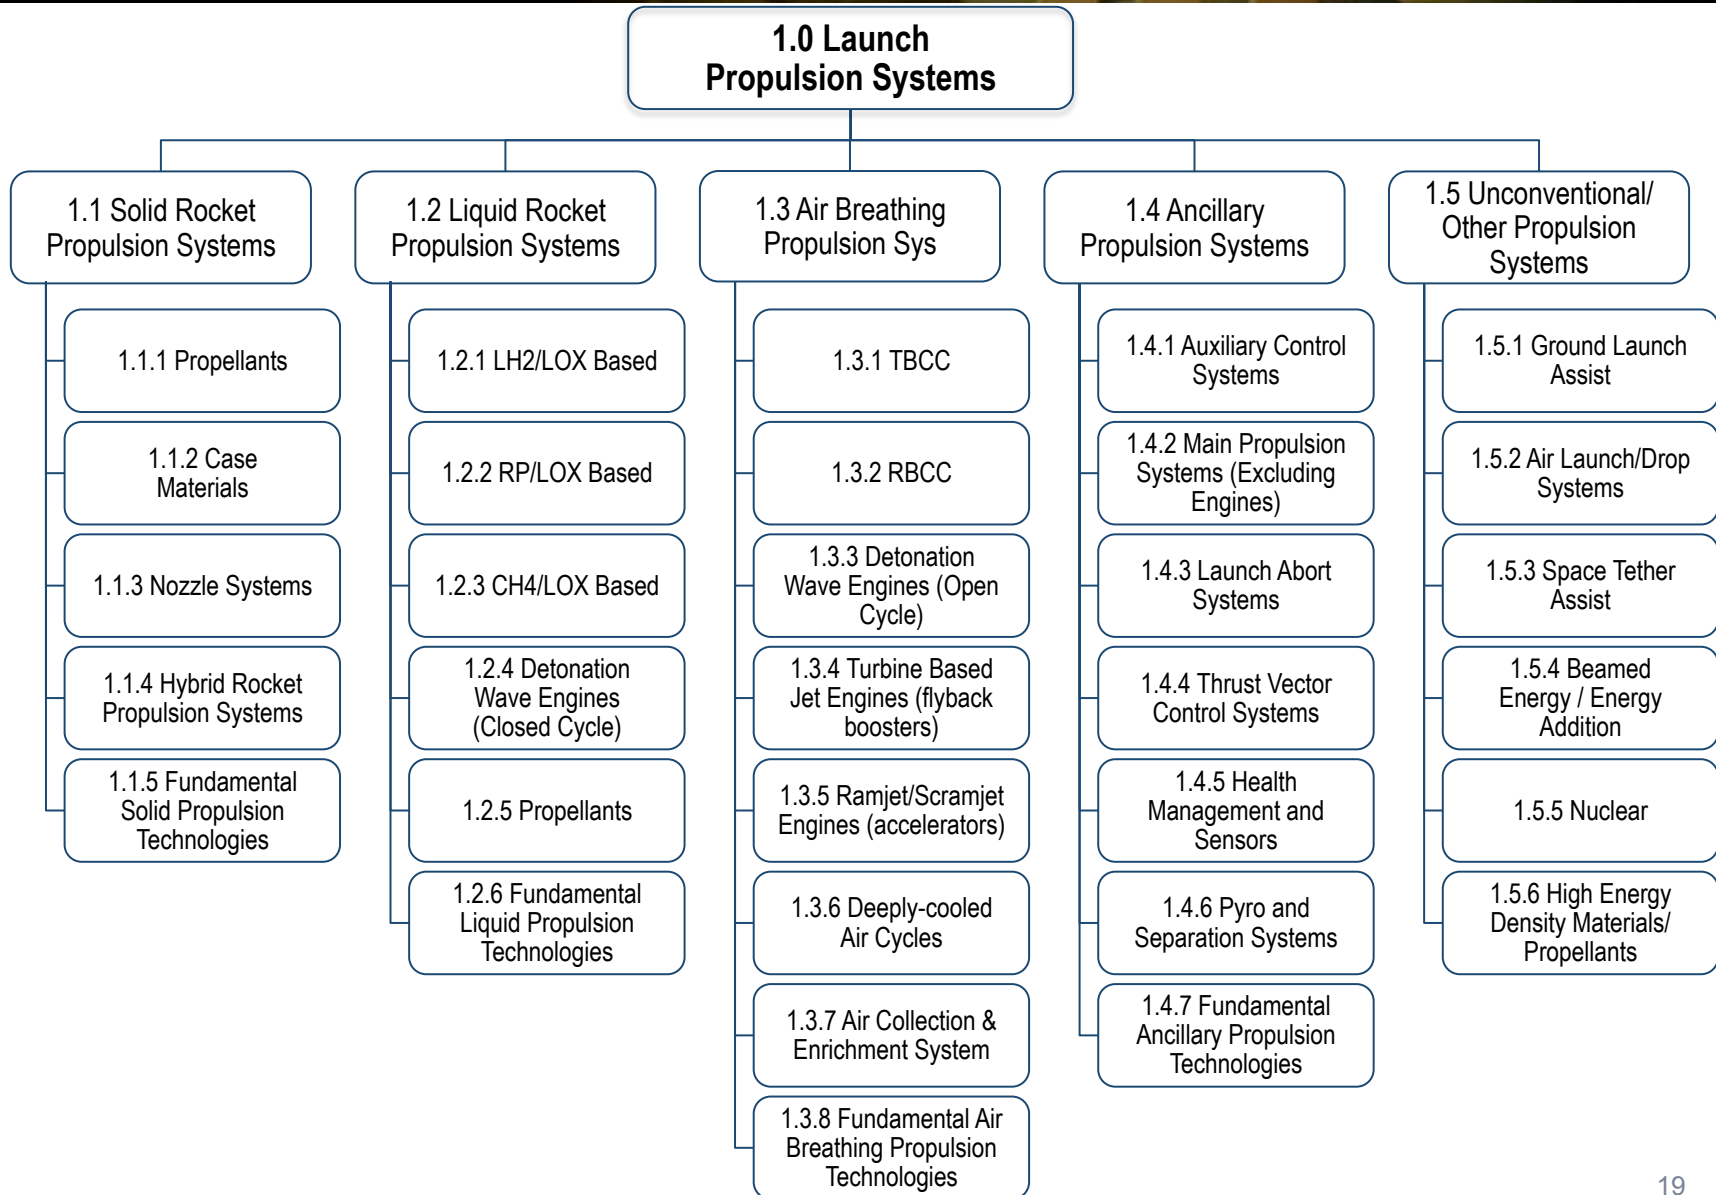 1.0 Launch
Propulsion Systems
1.1 Solid Rocket
Propulsion Systems
1.1.1 Propellants
1.1.2 Case
Materials
1.1.3 Nozzle Systems
1.1.4 Hybrid Rocket
Propulsion Systems
1.1.5 Fundamental
Solid Propulsion
Technologies
1.2 Liquid Rocket
Propulsion Systems
1.2.1 LH2/LOX Based
1.2.2 RP/LOX Based
1.2.3 CH4/LOX Based
1.2.4 Detonation
Wave Engines
(Closed Cycle)
1.2.5 Propellants
1.2.6 Fundamental
Liquid Propulsion
Technologies
1.3 Air Breathing
Propulsion Sys
1.3.1 TBCC
1.3.2 RBCC
1.3.3 Detonation
Wave Engines (Open
Cycle)
1.3.4 Turbine Based
Jet Engines (flyback
boosters)
1.3.5 Ramjet/Scramjet
Engines (accelerators)
1.3.6 Deeply-cooled
Air Cycles
1.3.7 Air Collection &
Enrichment System
1.3.8 Fundamental Air
Breathing Propulsion
Technologies
1.4 Ancillary
Propulsion Systems
1.4.1 Auxiliary Control
Systems
1.4.2 Main Propulsion
Systems (Excluding
Engines)
1.4.3 Launch Abort
Systems
1.4.4 Thrust Vector
Control Systems
1.4.5 Health
Management and
Sensors
1.4.6 Pyro and
Separation Systems
1.4.7 Fundamental
Ancillary Propulsion
Technologies
1.5 Unconventional/
Other Propulsion
Systems
1.5.1 Ground Launch
Assist
1.5.2 Air Launch/Drop
Systems
1.5.3 Space Tether
Assist
1.5.4 Beamed
Energy / Energy
Addition
1.5.5 Nuclear
1.5.6 High Energy
Density Materials/
Propellants
19